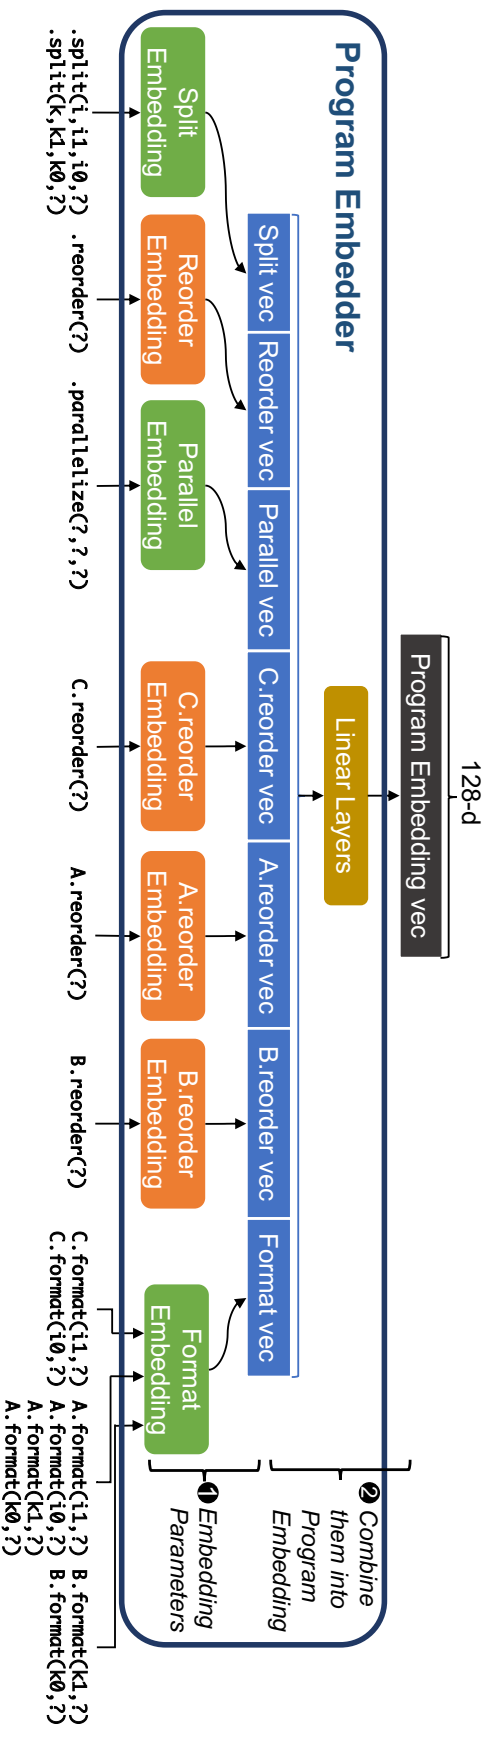 128-d
Program Embedding vec
Program Embedder
Linear Layers
Split vec
Reorder vec
Parallel vec
C.reorder vec
A.reorder vec
B.reorder vec
Format vec
❷ Combine
them into
Program
Embedding
Split
Embedding
Reorder
Embedding
Parallel
Embedding
C.reorder
Embedding
A.reorder
Embedding
B.reorder
Embedding
Format
Embedding
❶ Embedding
Parameters
.split(i,i1,i0,?)
.split(k,k1,k0,?)
.reorder(?)
.parallelize(?,?,?)
C.reorder(?)
A.reorder(?)
B.reorder(?)
C.format(i1,?)
C.format(i0,?)
A.format(i1,?)
A.format(i0,?)
A.format(k1,?)
A.format(k0,?)
B.format(k1,?)
B.format(k0,?)